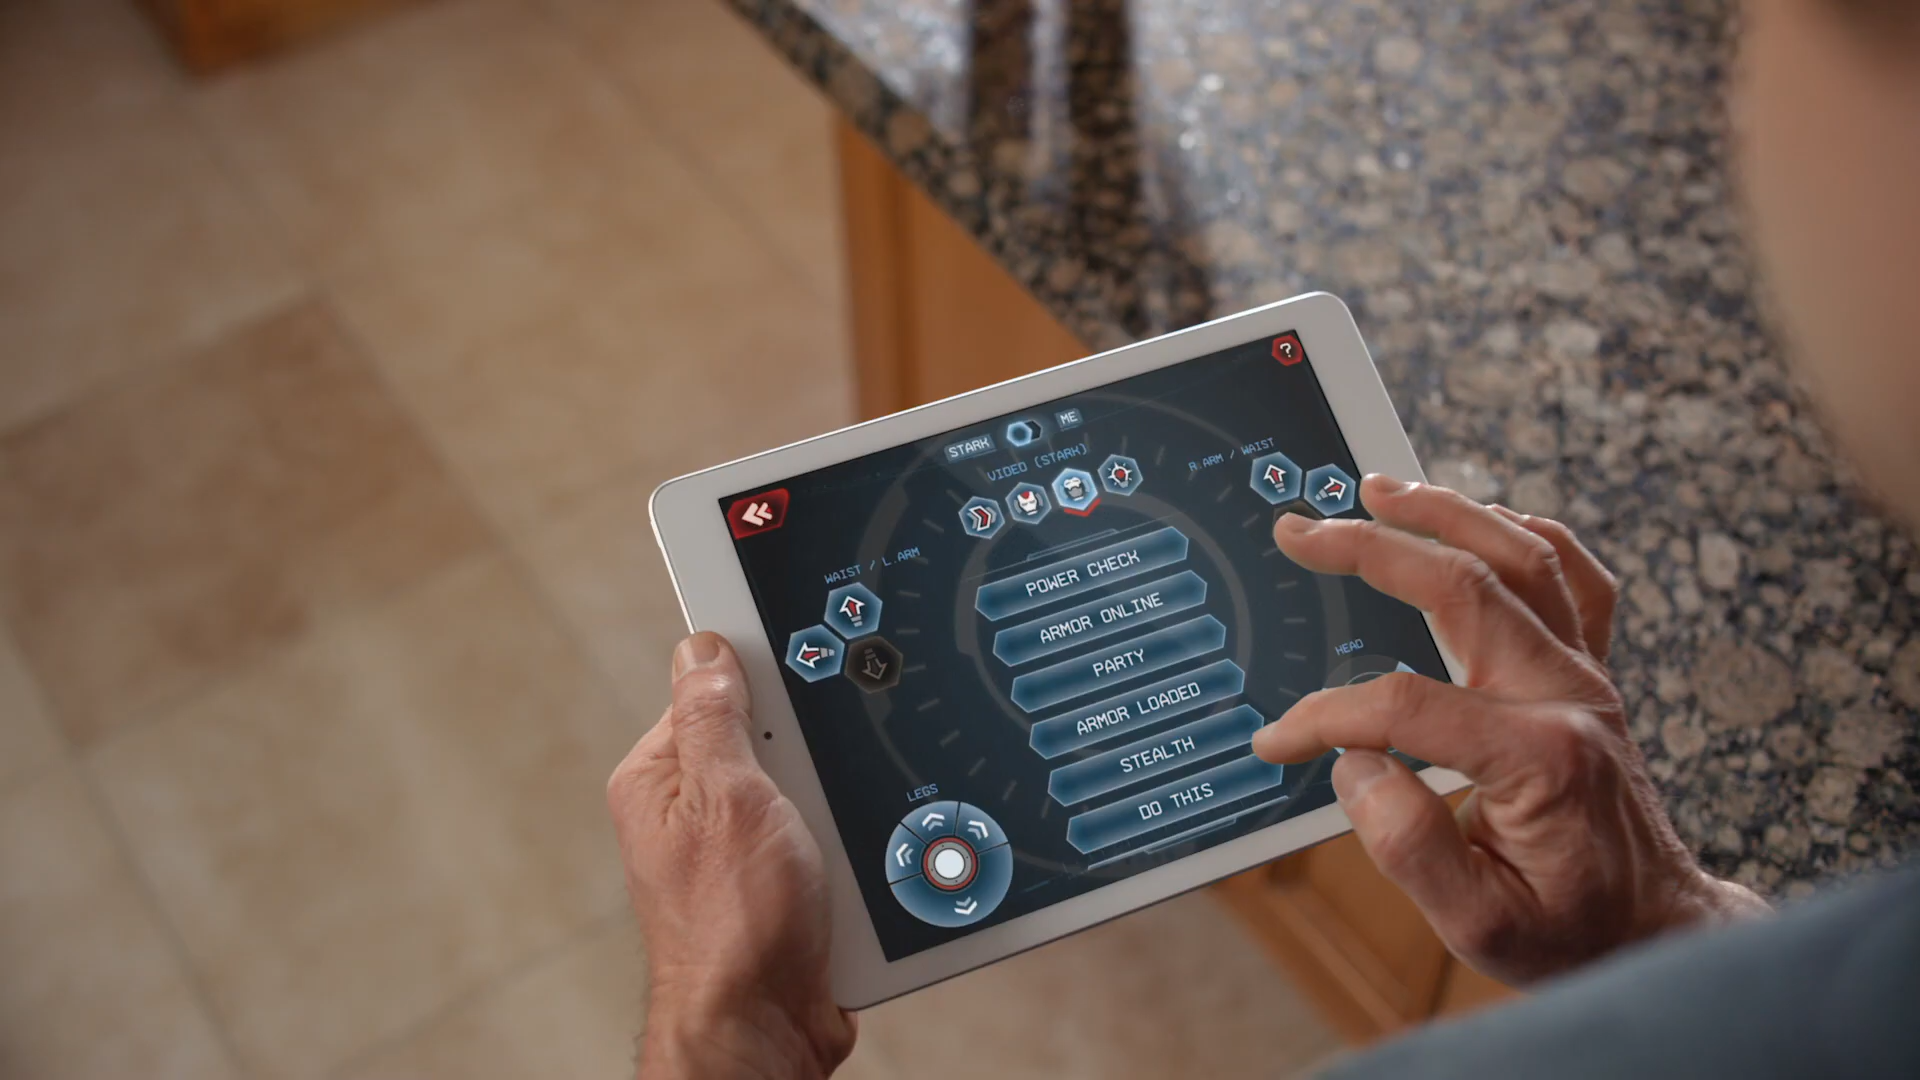 ?
STARK
ME
VIDEO (STARK)
R.ARM / WAIST
WAIST / L.ARM
POWER CHECK
ARMOR ONLINE
PARTY
ARMOR LOADED
STEALTH
DO THIS
HEAD
LEGS